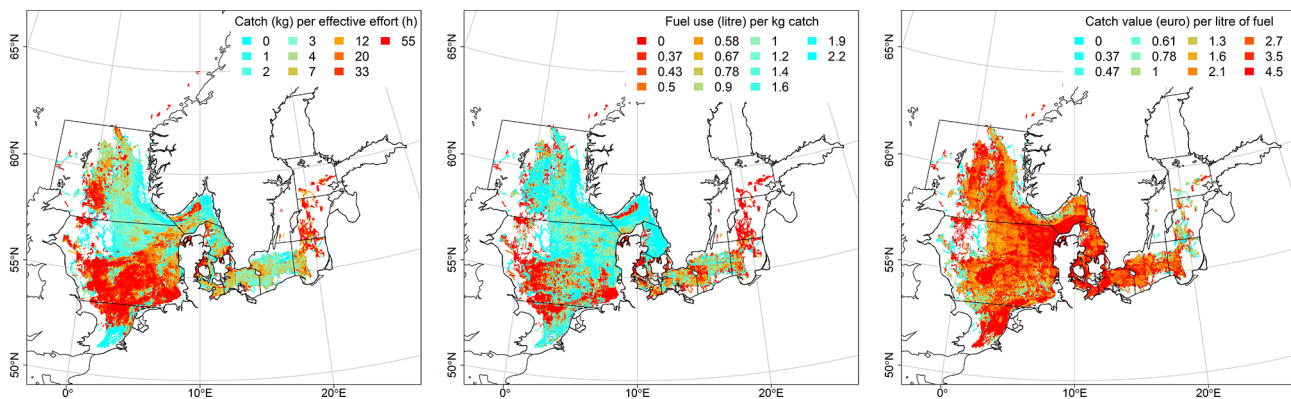 Catch (kg) per effective effort (h)
0 3 12 55
1 4 20
2 7 33
65°N
60°N
55°N
50°N
0° 10°E 20°E
Fuel use (litre) per kg catch
0 0.58 1 1.9
0.37 0.67 1.2 2.2
0.43 0.78 1.4
0.5 0.9 1.6
65°N
60°N
55°N
50°N
0° 10°E 20°E
Catch value (euro) per litre of fuel
0 0.61 1.3 2.7
0.37 0.78 1.6 3.5
0.47 1 2.1 4.5
65°N
60°N
55°N
50°N
0° 10°E 20°E